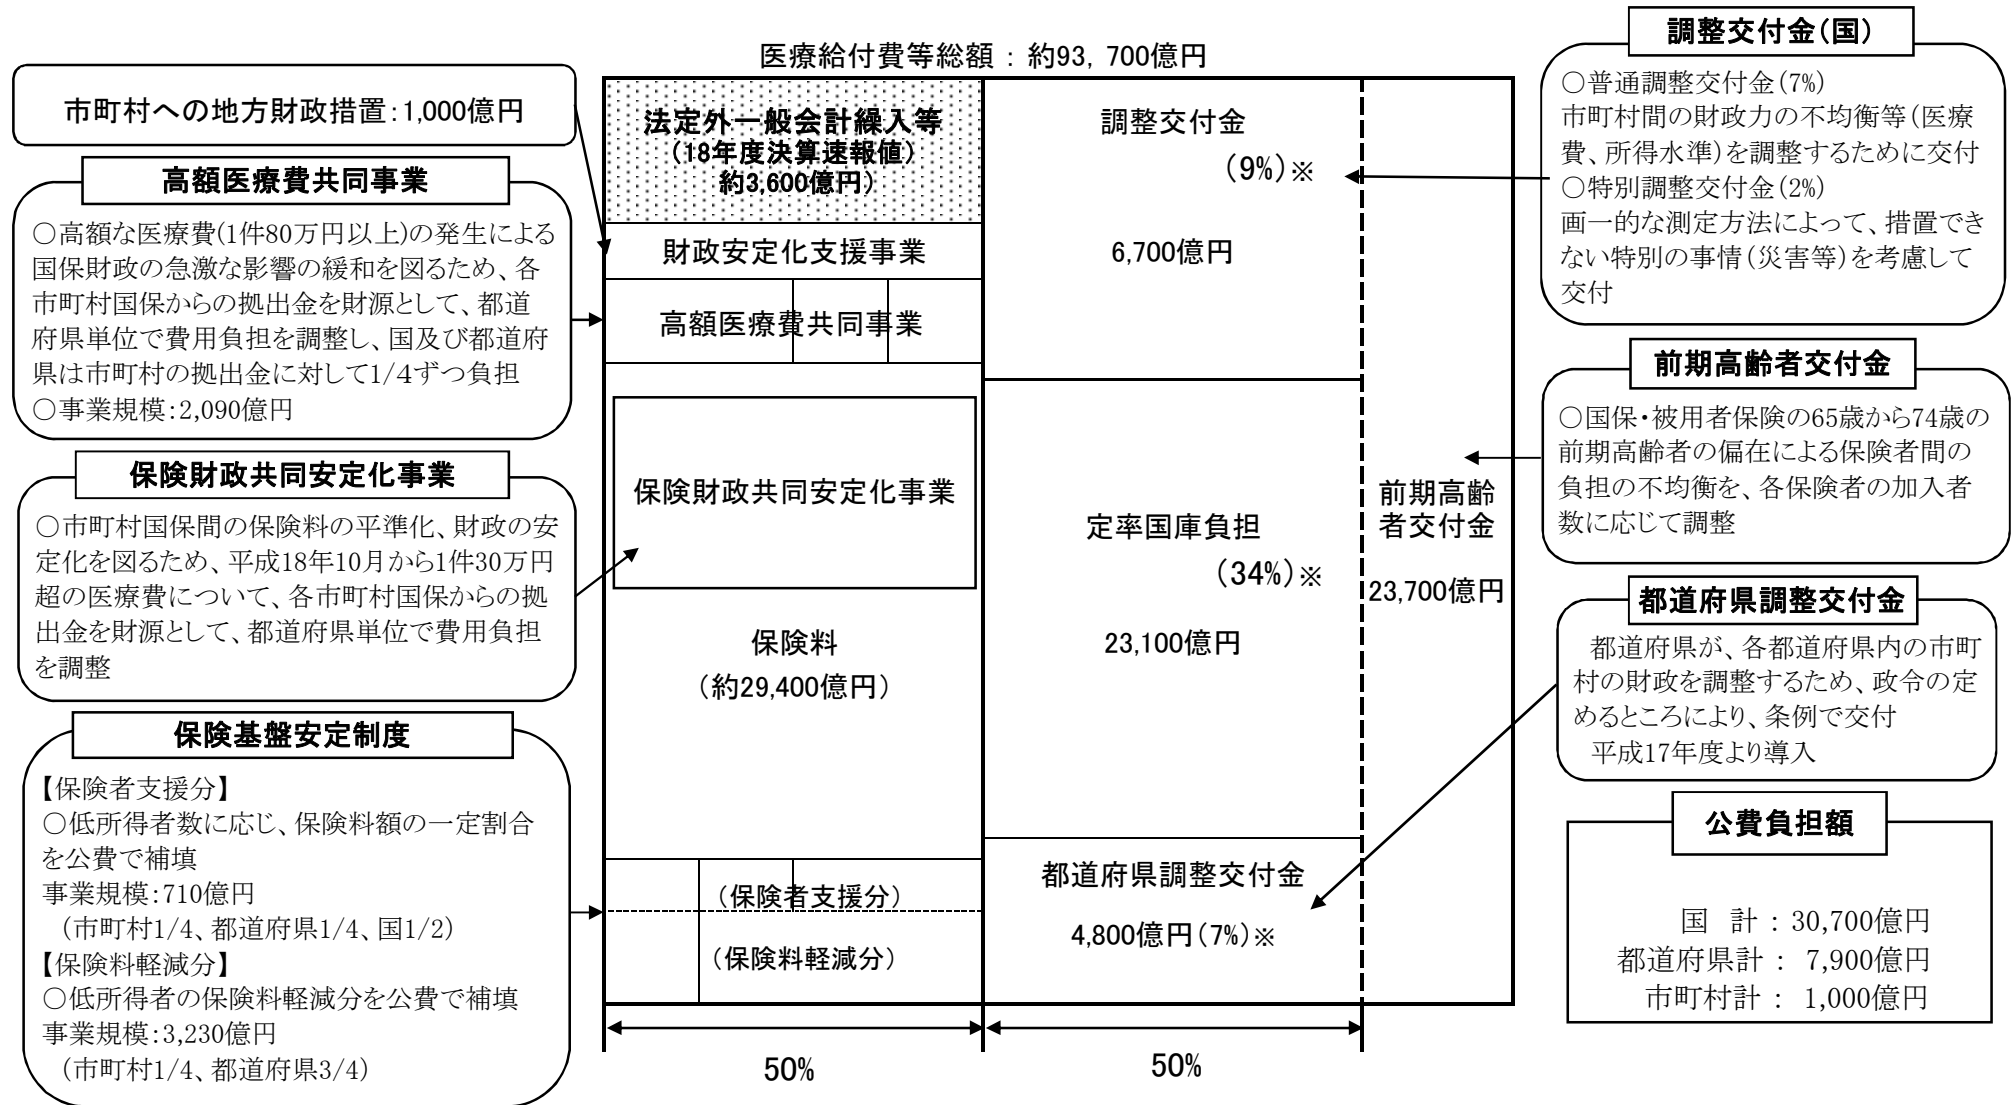 医療給付費等総額 : 約93, 700億円
市町村への地方財政措置:1,000億円
高額医療費共同事業
○高額な医療費(1件80万円以上)の発生による
国保財政の急激な影響の緩和を図るため、各
市町村国保からの拠出金を財源として、都道
府県単位で費用負担を調整し、国及び都道府
県は市町村の拠出金に対して1/4ずつ負担
○事業規模:2,090億円
保険財政共同安定化事業
○市町村国保間の保険料の平準化、財政の安
定化を図るため、平成18年10月から1件30万円
超の医療費について、各市町村国保からの拠
出金を財源として、都道府県単位で費用負担
を調整
保険基盤安定制度
【保険者支援分】
○低所得者数に応じ、保険料額の一定割合
を公費で補填
事業規模:710億円
(市町村1/4、都道府県1/4、国1/2)
【保険料軽減分】
○低所得者の保険料軽減分を公費で補填
事業規模:3,230億円
(市町村1/4、都道府県3/4)
法定外一般会計繰入等
(18年度決算速報値)
約3,600億円)
財政安定化支援事業
高額医療費共同事業
保険財政共同安定化事業
保険料
(約29,400億円)
(保険者支援分)
(保険料軽減分)
50%
調整交付金
(9%)※
6,700億円
定率国庫負担
(34%)※
23,100億円
都道府県調整交付金
4,800億円(7%)※
50%
前期高齢
者交付金
23,700億円
調整交付金(国)
○普通調整交付金(7%)
市町村間の財政力の不均衡等(医療
費、所得水準)を調整するために交付
○特別調整交付金(2%)
画一的な測定方法によって、措置でき
ない特別の事情(災害等)を考慮して
交付
前期高齢者交付金
○国保・被用者保険の65歳から74歳の
前期高齢者の偏在による保険者間の
負担の不均衡を、各保険者の加入者
数に応じて調整
都道府県調整交付金
都道府県が、各都道府県内の市町
村の財政を調整するため、政令の定
めるところにより、条例で交付
平成17年度より導入
公費負担額
国 計 : 30,700億円
都道府県計 : 7,900億円
市町村計 : 1,000億円